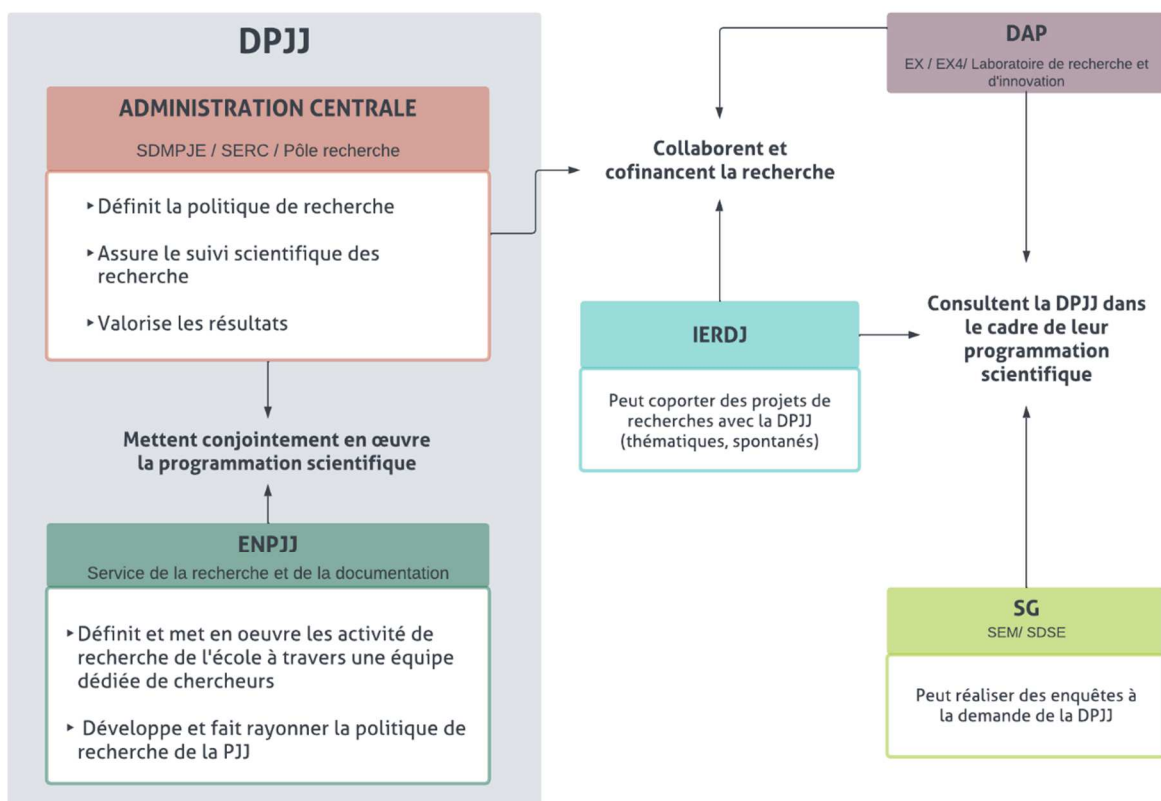 DPJJ
ADMINISTRATION CENTRALE
SDMPJE / SERC / Pôle recherche
‣ Définit la politique de recherche
‣ Assure le suivi scientifique des
recherche
‣ Valorise les résultats
Mettent conjointement en œuvre
la programmation scientifique
ENPJJ
Service de la recherche et de la documentation
‣ Définit et met en oeuvre les activité de
recherche de l'école à travers une équipe
dédiée de chercheurs
‣ Développe et fait rayonner la politique de
recherche de la PJJ
Collaborent et
cofinancent la recherche
IERDJ
Peut coporter des projets de
recherches avec la DPJJ
(thématiques, spontanés)
DAP
EX / EX4/ Laboratoire de recherche et
d'innovation
Consultent la DPJJ dans
le cadre de leur
programmation
scientifique
SG
SEM/ SDSE
Peut réaliser des enquêtes à
la demande de la DPJJ